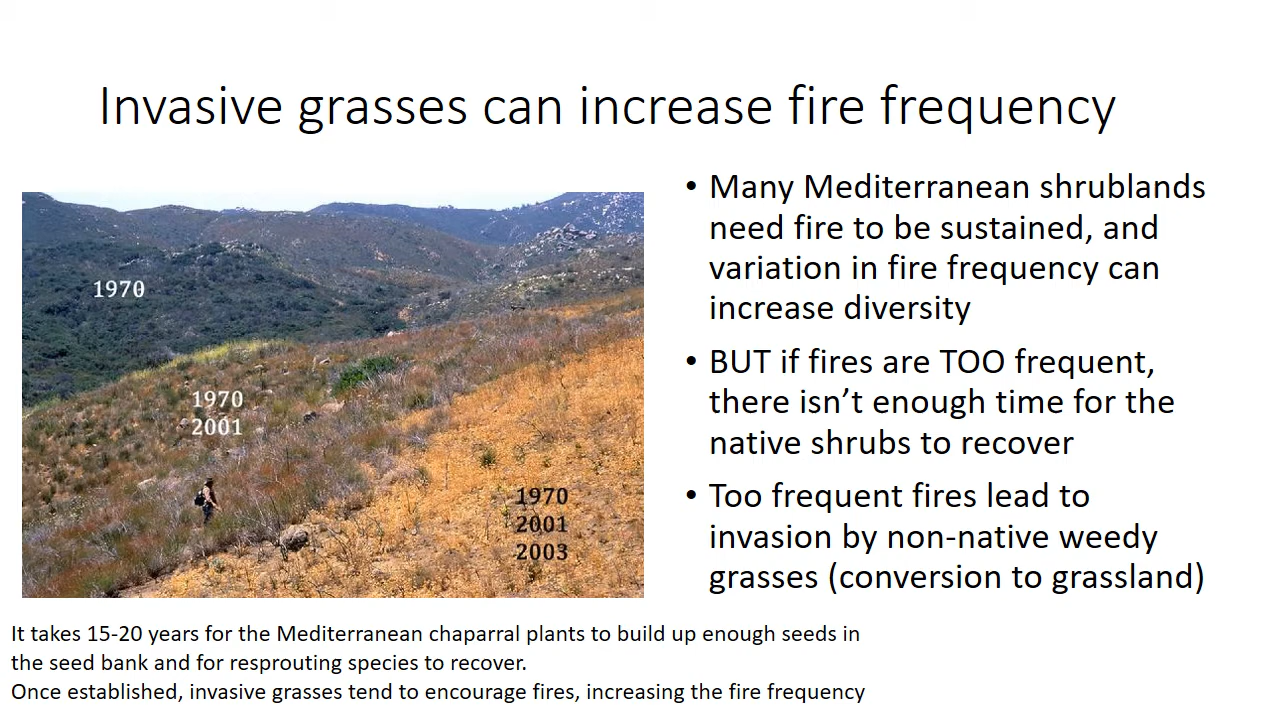 Invasive grasses can increase fire frequency
1970
1970
2001
1970
2001
2003
• Many Mediterranean shrublands
need fire to be sustained, and
variation in fire frequency can
increase diversity
• BUT if fires are TOO frequent,
there isn’t enough time for the
native shrubs to recover
• Too frequent fires lead to
invasion by non-native weedy
grasses (conversion to grassland)
It takes 15-20 years for the Mediterranean chaparral plants to build up enough seeds in
the seed bank and for resprouting species to recover.
Once established, invasive grasses tend to encourage fires, increasing the fire frequency